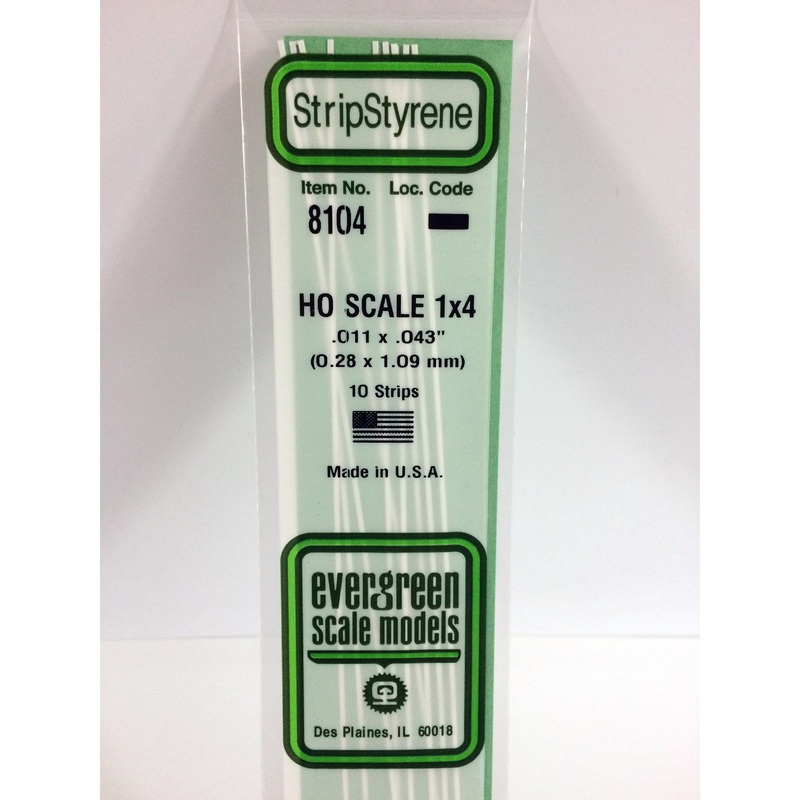 StripStyrene
Item No. Loc. Code
8104
HO SCALE 1x4
.011 x .043"
(0.28 x 1.09 mm)
10 Strips
Made in U.S.A.
evergreen
scale models
Des Plaines, IL 60018